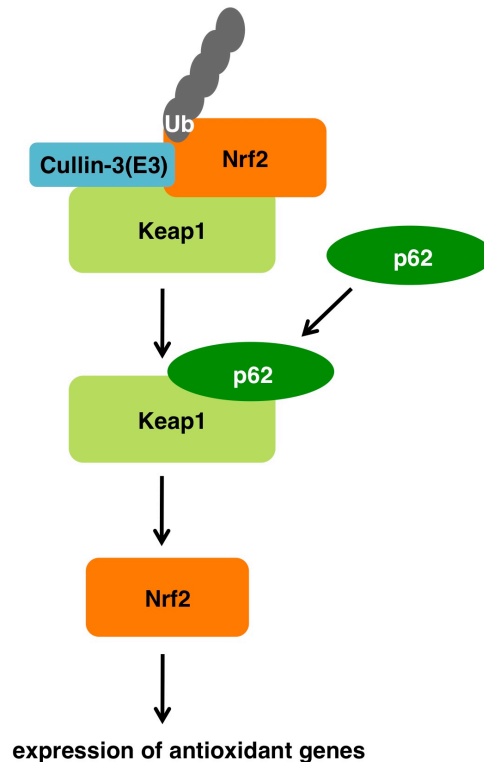 Ub
Cullin-3(E3)
Nrf2
Keap1
p62
p62
Keap1
Nrf2
expression of antioxidant genes